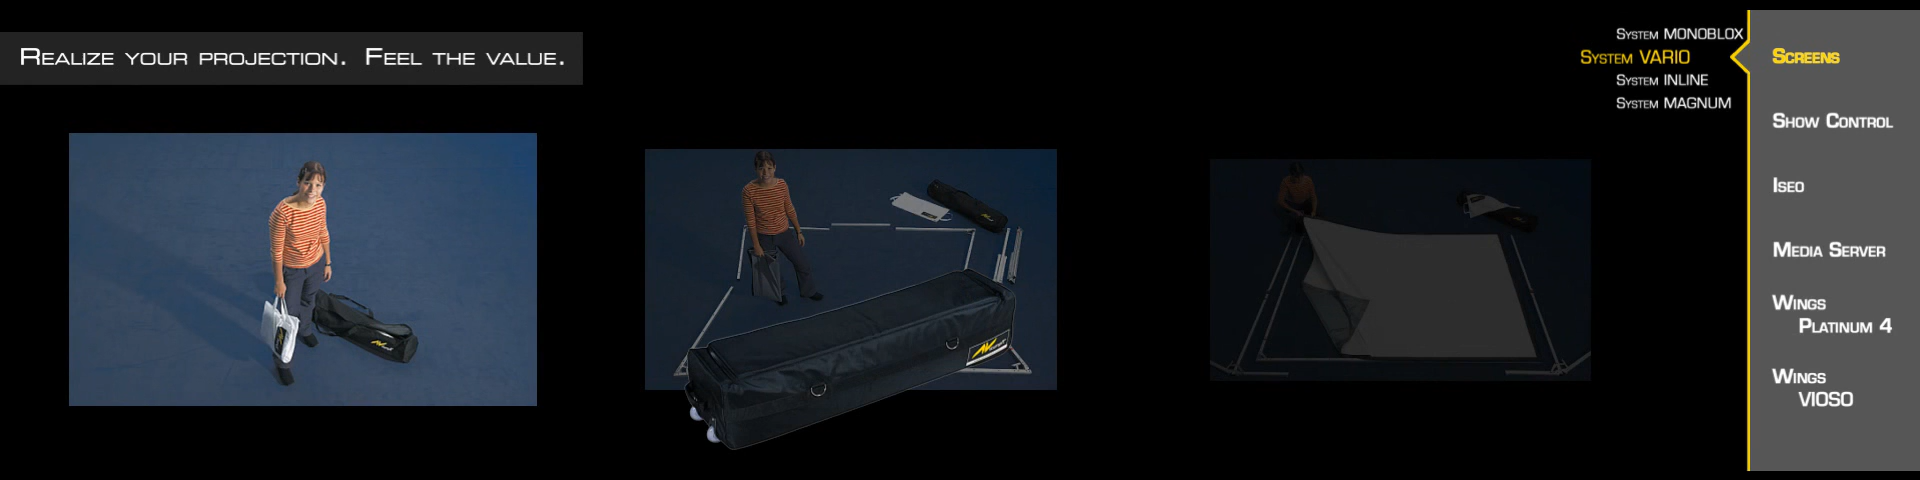 Realize your projection. Feel the value.
System MONOBLOX
System VARIO
System INLINE
System MAGNUM
Screens
Show Control
Iseo
Media Server
Wings
Platinum 4
Wings
VIOSO